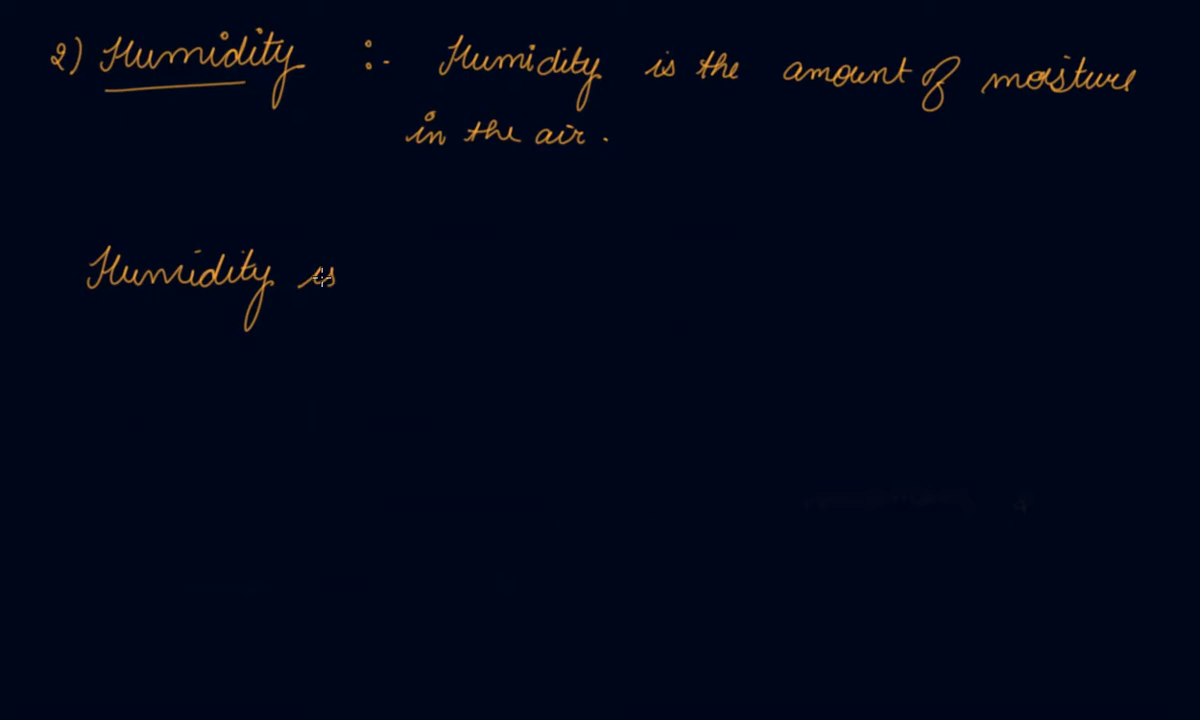 2) Humidity :- Humidity is the amount of moisture
in the air.
Humidity is